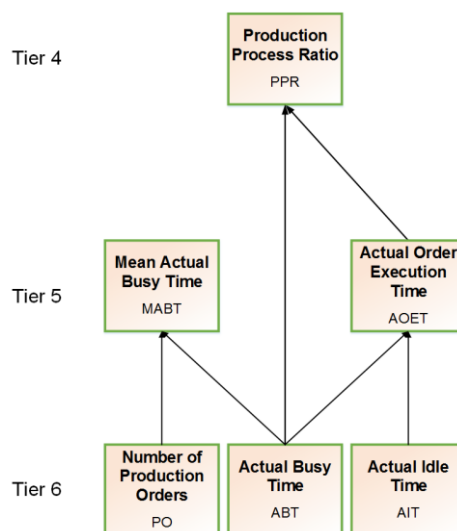 Tier 4
Production
Process Ratio
PPR
Tier 5
Mean Actual
Busy Time
MABT
Actual Order
Execution
Time
AOET
Tier 6
Number of
Production
Orders
PO
Actual Busy
Time
ABT
Actual Idle
Time
AIT